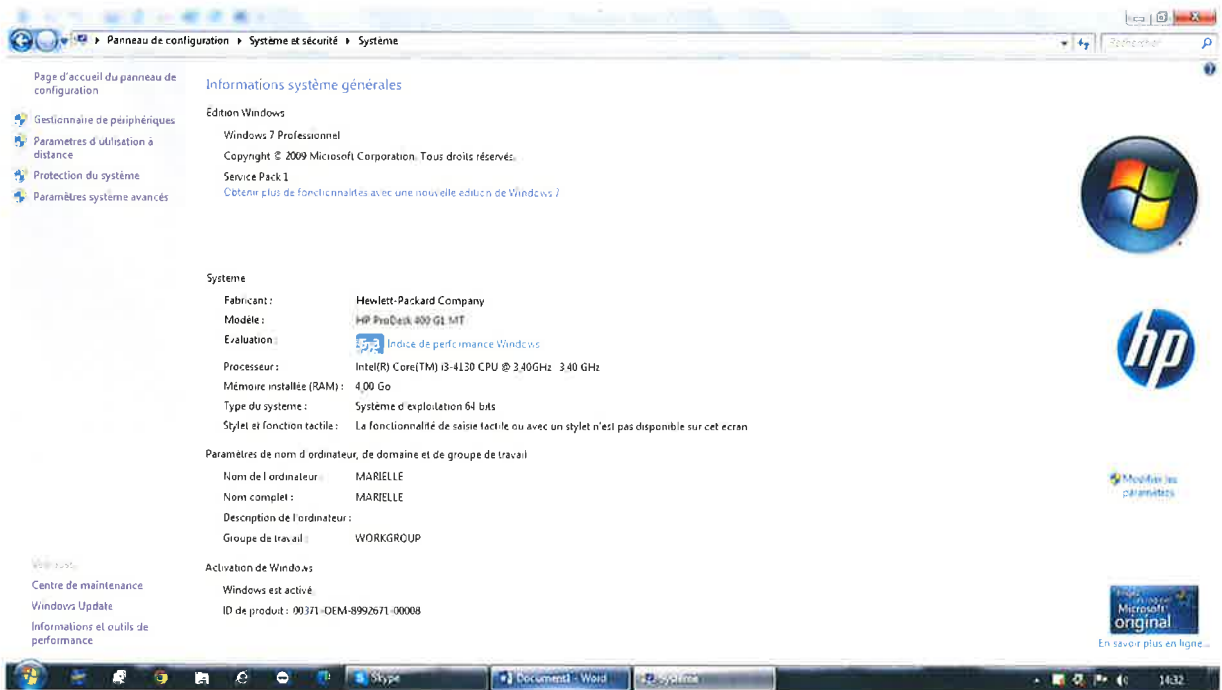 Panneau de configuration ▸ Système et sécurité ▸ Système
Rechercher
Page d'accueil du panneau de
configuration
Gestionnaire de périphériques
Paramètres d'utilisation à
distance
Protection du système
Paramètres système avancés
Informations système générales
Édition Windows
Windows 7 Professionnel
Copyright © 2009 Microsoft Corporation. Tous droits réservés.
Service Pack 1
Obtenir plus de fonctionnalités avec une nouvelle édition de Windows 7
Système
Fabricant : Hewlett-Packard Company
Modèle : HP ProDesk 400 G1 MT
Évaluation : Indice de performance Windows
Processeur : Intel(R) Core(TM) i3-4130 CPU @ 3.40GHz 3.40 GHz
Mémoire installée (RAM) : 4,00 Go
Type du système : Système d'exploitation 64 bits
Stylet et fonction tactile : La fonctionnalité de saisie tactile ou avec un stylet n'est pas disponible sur cet écran
Paramètres de nom d'ordinateur, de domaine et de groupe de travail
Nom de l'ordinateur : MARIELLE
Nom complet : MARIELLE
Description de l'ordinateur :
Groupe de travail : WORKGROUP
Modifier les
paramètres
Activation de Windows
Windows est activé
ID de produit : 00371-OEM-8992671-00008
hp
Microsoft
original
En savoir plus en ligne...
Voir aussi
Centre de maintenance
Windows Update
Informations et outils de
performance
Skype
Document1 - Word
Système
14:32